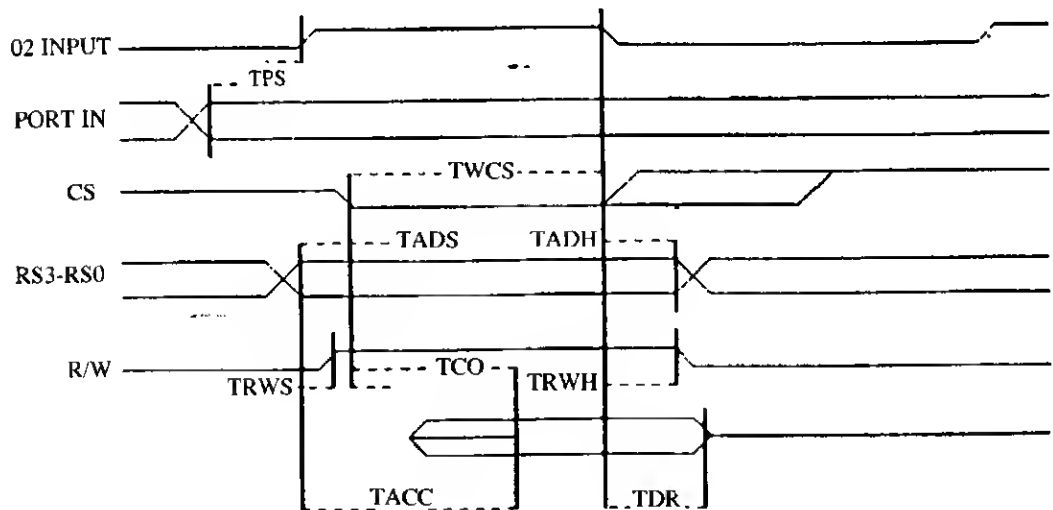 02 INPUT
TPS
PORT IN
TWCS
CS
TADS TADH
RS3-RS0
R/W TCO
TRWS TRWH
TACC TDR